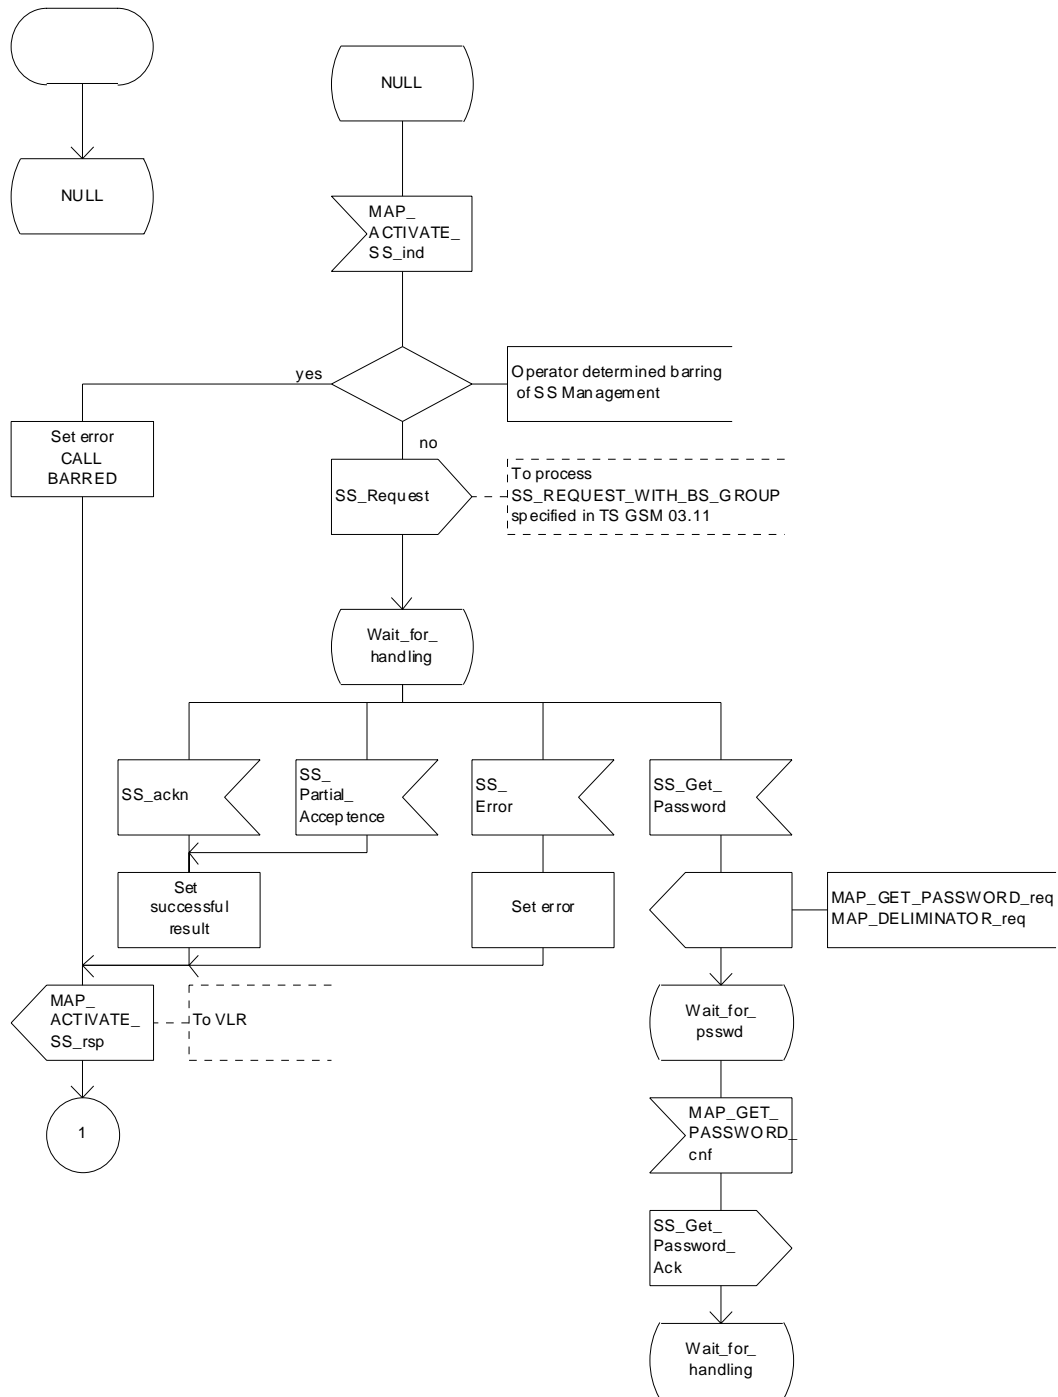 NULL
NULL
MAP_
ACTIVATE_
SS_ind
yes
Operator determined barring
of SS Management
Set error
CALL
BARRED
no
SS_Request
To process
SS_REQUEST_WITH_BS_GROUP
specified in TS GSM 03.11
Wait_for_
handling
SS_ackn
SS_
Partial_
Acceptence
SS_
Error
SS_Get_
Password
Set
successful
result
Set error
MAP_GET_PASSWORD_req
MAP_DELIMINATOR_req
MAP_
ACTIVATE_
SS_rsp
To VLR
Wait_for_
psswd
1
MAP_GET_
PASSWORD_
cnf
SS_Get_
Password_
Ack
Wait_for_
handling